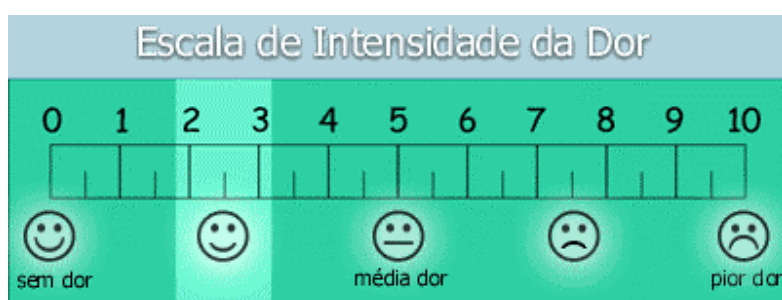 Escala de Intensidade da Dor
0 1 2 3 4 5 6 7 8 9 10
sem dor média dor pior dor